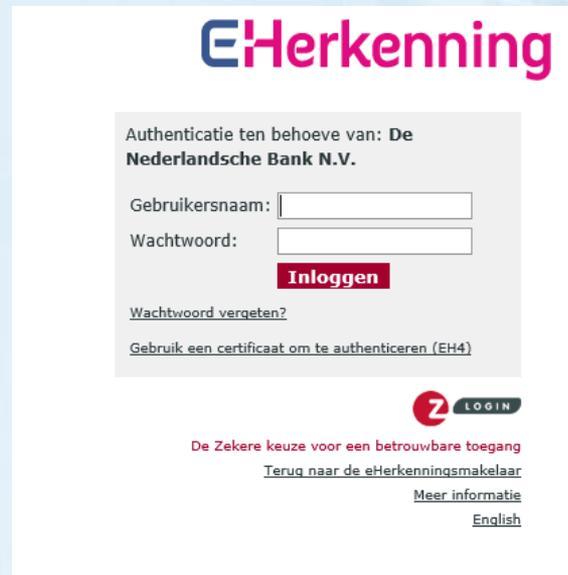 EHerkenning
Authenticatie ten behoeve van: De
Nederlandsche Bank N.V.
Gebruikersnaam:
Wachtwoord:
Inloggen
Wachtwoord vergeten?
Gebruik een certificaat om te authenticeren (EH4)
Z LOGIN
De Zekere keuze voor een betrouwbare toegang
Terug naar de eHerkenningsmakelaar
Meer informatie
English